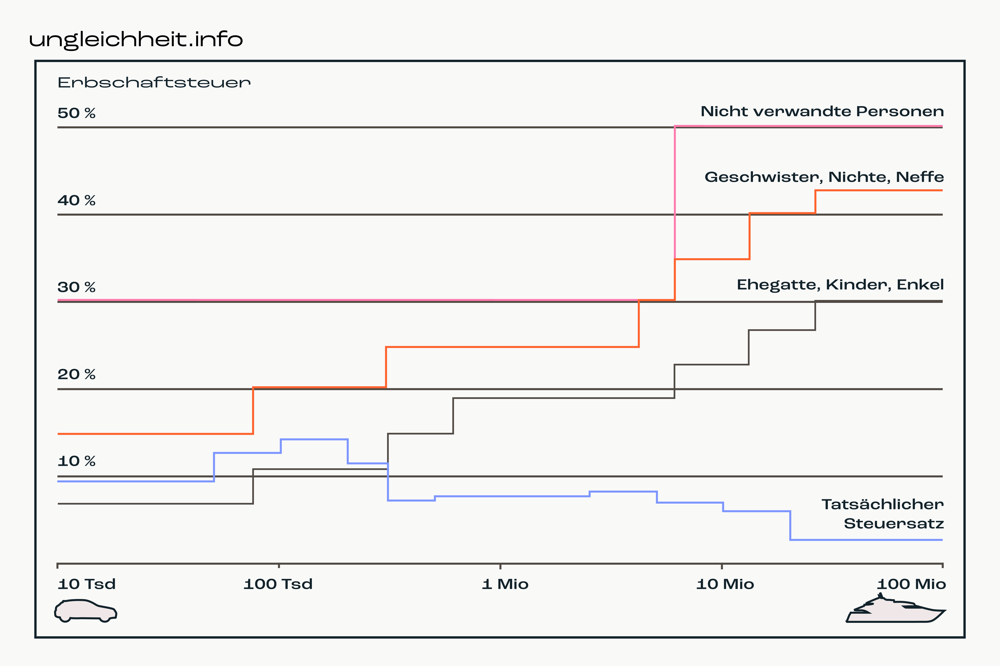 ungleichheit.info
Erbschaftsteuer
50 %
Nicht verwandte Personen
Geschwister, Nichte, Neffe
40 %
30 %
Ehegatte, Kinder, Enkel
20 %
10 %
Tatsächlicher
Steuersatz
10 Tsd
100 Tsd
1 Mio
10 Mio
100 Mio